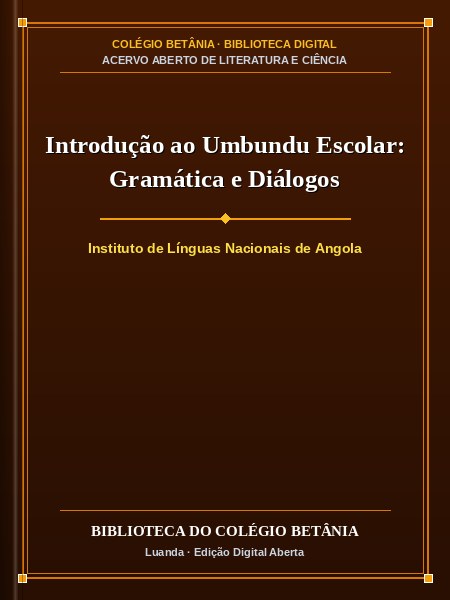 COLÉGIO BETÂNIA · BIBLIOTECA DIGITAL
ACERVO ABERTO DE LITERATURA E CIÊNCIA
Introdução ao Umbundu Escolar:
Gramática e Diálogos
Instituto de Línguas Nacionais de Angola
BIBLIOTECA DO COLÉGIO BETÂNIA
Luanda · Edição Digital Aberta